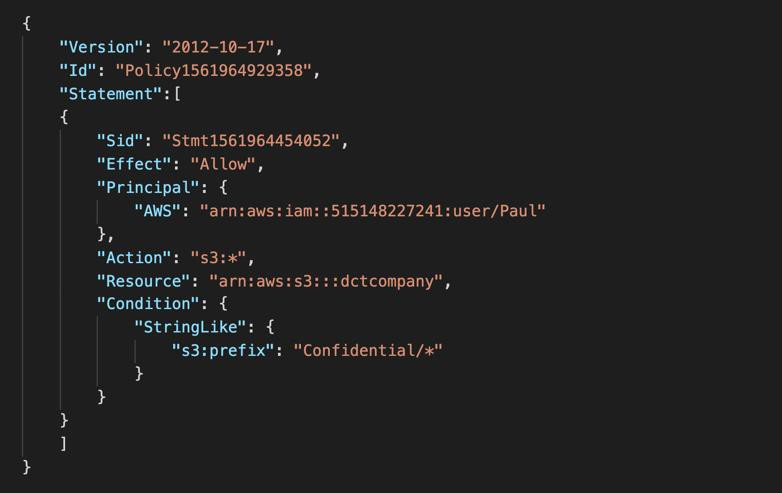 {
"Version": "2012-10-17",
"Id": "Policy1561964929358",
"Statement":[
{
"Sid": "Stmt1561964454052",
"Effect": "Allow",
"Principal": {
"AWS": "arn:aws:iam::515148227241:user/Paul"
},
"Action": "s3:*",
"Resource": "arn:aws:s3:::dctcompany",
"Condition": {
"StringLike": {
"s3:prefix": "Confidential/*"
}
}
}
]
}